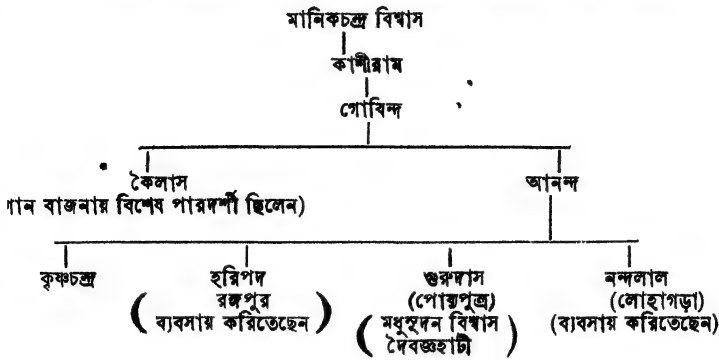 মানিকচন্দ্র বিশ্বাস
কাশীরাম
গোবিন্দ
কৈলাস আনন্দ
গান বাজনায় বিশেষ পারদর্শী ছিলেন)
কৃষ্ণচন্দ্র হরিপদ গুরুদাস নন্দলাল
রঙ্গপুর (পোষ্যপুত্র) (লোহাগড়া)
(ব্যবসায় করিতেছেন) (মধুসূদন বিশ্বাস (ব্যবসায় করিতেছেন)
দৈবজ্ঞহাটী)